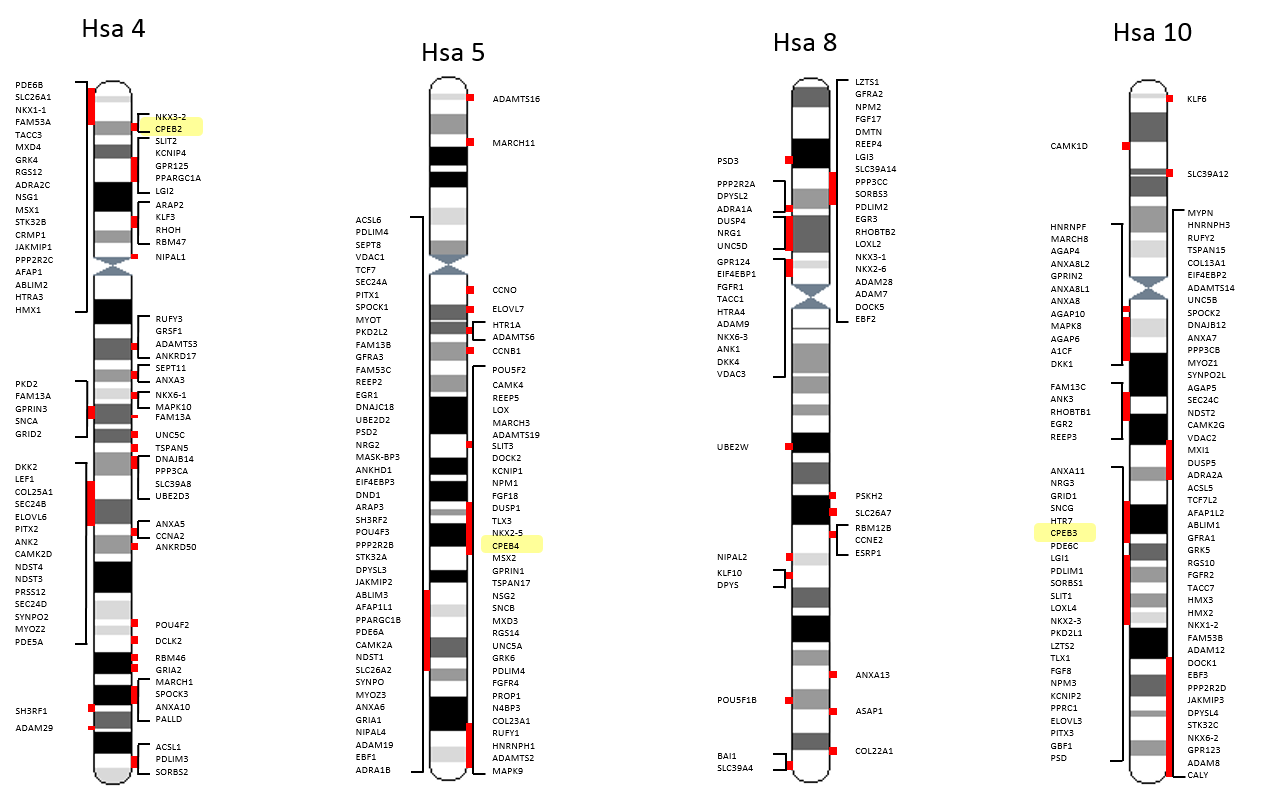 Hsa 4
PDE6B
SLC26A1
NKX1-1
FAM53A
TACC3
MXD4
GRK4
RGS12
ADRA2C
NSG1
MSX1
STK32B
CRMP1
JAKMIP1
PPP2R2C
AFAP1
ABLIM2
HTRA3
HMX1
PKD2
FAM13A
GPRIN3
SNCA
GRID2
DKK2
LEF1
COL25A1
SEC24B
ELOVL6
PITX2
ANK2
CAMK2D
NDST4
NDST3
PRSS12
SEC24D
SYNPO2
MYOZ2
PDE5A
SH3RF1
ADAM29
NKX3-2
CPEB2
SLIT2
KCNIP4
GPR125
PPARGC1A
LGI2
ARAP2
KLF3
RHOH
RBM47
NIPAL1
RUFY3
GRSF1
ADAMTS3
ANKRD17
SEPT11
ANXA3
NKX6-1
MAPK10
FAM13A
UNC5C
TSPAN5
DNAJB14
PPP3CA
SLC39A8
UBE2D3
ANXA5
CCNA2
ANKRD50
POU4F2
DCLK2
RBM46
GRIA2
MARCH1
SPOCK3
ANXA10
PALLD
ACSL1
PDLIM3
SORBS2
Hsa 5
ACSL6
PDLIM4
SEPT8
VDAC1
TCF7
SEC24A
PITX1
SPOCK1
MYOT
PKD2L2
FAM13B
GFRA3
FAM53C
REEP2
EGR1
DNAJC18
UBE2D2
PSD2
NRG2
MASK-BP3
ANKHD1
EIF4EBP3
DND1
ARAP3
SH3RF2
POU4F3
PPP2R2B
STK32A
DPYSL3
JAKMIP2
ABLIM3
AFAP1L1
PPARGC1B
PDE6A
CAMK2A
NDST1
SLC26A2
SYNPO
MYOZ3
ANXA6
GRIA1
NIPAL4
ADAM19
EBF1
ADRA1B
ADAMTS16
MARCH11
CCNO
ELOVL7
HTR1A
ADAMTS6
CCNB1
POU5F2
CAMK4
REEP5
LOX
MARCH3
ADAMTS19
SLIT3
DOCK2
KCNIP1
NPM1
FGF18
DUSP1
TLX3
NKX2-5
CPEB4
MSX2
GPRIN1
TSPAN17
NSG2
SNCB
MXD3
RGS14
UNC5A
GRK6
PDLIM4
FGFR4
PROP1
N4BP3
COL23A1
RUFY1
HNRNPH1
ADAMTS2
MAPK9
Hsa 8
PSD3
PPP2R2A
DPYSL2
ADRA1A
DUSP4
NRG1
UNC5D
GPR124
EIF4EBP1
FGFR1
TACC1
HTRA4
ADAM9
NKX6-3
ANK1
DKK4
VDAC3
UBE2W
NIPAL2
KLF10
DPYS
POU5F1B
BAI1
SLC39A4
LZTS1
GFRA2
NPM2
FGF17
DMTN
REEP4
LGI3
SLC39A14
PPP3CC
SORBS3
PDLIM2
EGR3
RHOBTB2
LOXL2
NKX3-1
NKX2-6
ADAM28
ADAM7
DOCK5
EBF2
PSKH2
SLC26A7
RBM12B
CCNE2
ESRP1
ANXA13
ASAP1
COL22A1
Hsa 10
CAMK1D
HNRNPF
MARCH8
AGAP4
ANXA8L2
GPRIN2
ANXA8L1
ANXA8
AGAP10
MAPK8
AGAP6
A1CF
DKK1
FAM13C
ANK3
RHOBTB1
EGR2
REEP3
ANXA11
NRG3
GRID1
SNCG
HTR7
CPEB3
PDE6C
LGI1
PDLIM1
SORBS1
SLIT1
LOXL4
NKX2-3
PKD2L1
LZTS2
TLX1
FGF8
NPM3
KCNIP2
PPRC1
ELOVL3
PITX3
GBF1
PSD
KLF6
SLC39A12
MYPN
HNRNPH3
RUFY2
TSPAN15
COL13A1
EIF4EBP2
ADAMTS14
UNC5B
SPOCK2
DNAJB12
ANXA7
PPP3CB
MYOZ1
SYNPO2L
AGAP5
SEC24C
NDST2
CAMK2G
VDAC2
MXI1
DUSP5
ADRA2A
ACSL5
TCF7L2
AFAP1L2
ABLIM1
GFRA1
GRK5
RGS10
FGFR2
TACC7
HMX3
HMX2
NKX1-2
FAM53B
ADAM12
DOCK1
EBF3
PPP2R2D
JAKMIP3
DPYSL4
STK32C
NKX6-2
GPR123
ADAM8
CALY